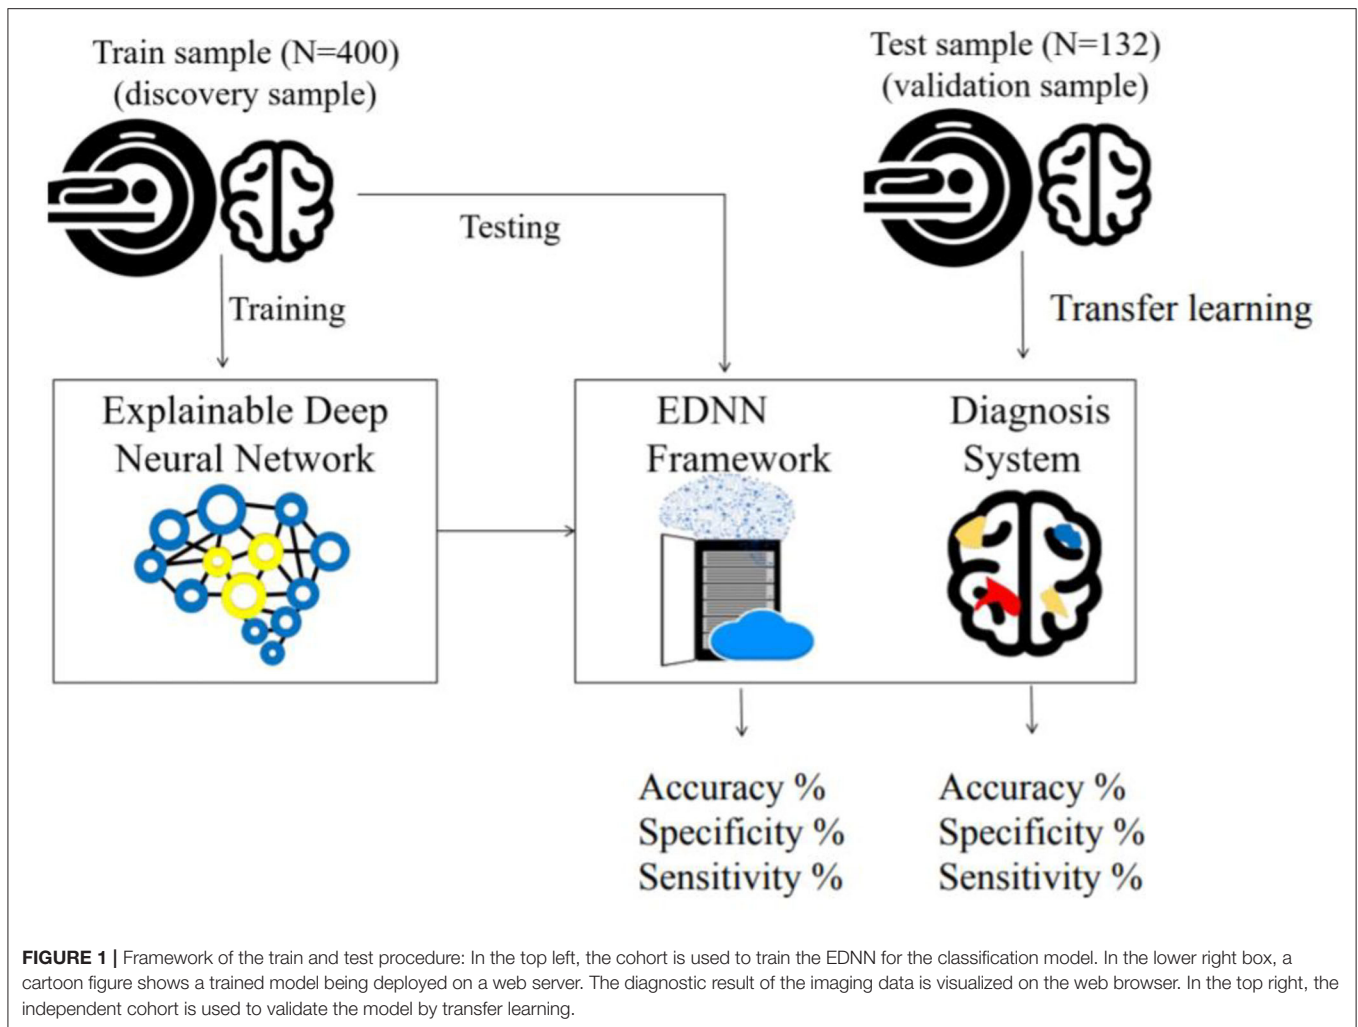 Train sample (N=400)
(discovery sample)
Test sample (N=132)
(validation sample)
Testing
Training
Transfer learning
Explainable Deep
Neural Network
EDNN
Framework
Diagnosis
System
Accuracy %
Specificity %
Sensitivity %
Accuracy %
Specificity %
Sensitivity %
FIGURE 1 | Framework of the train and test procedure: In the top left, the cohort is used to train the EDNN for the classification model. In the lower right box, a
cartoon figure shows a trained model being deployed on a web server. The diagnostic result of the imaging data is visualized on the web browser. In the top right, the
independent cohort is used to validate the model by transfer learning.